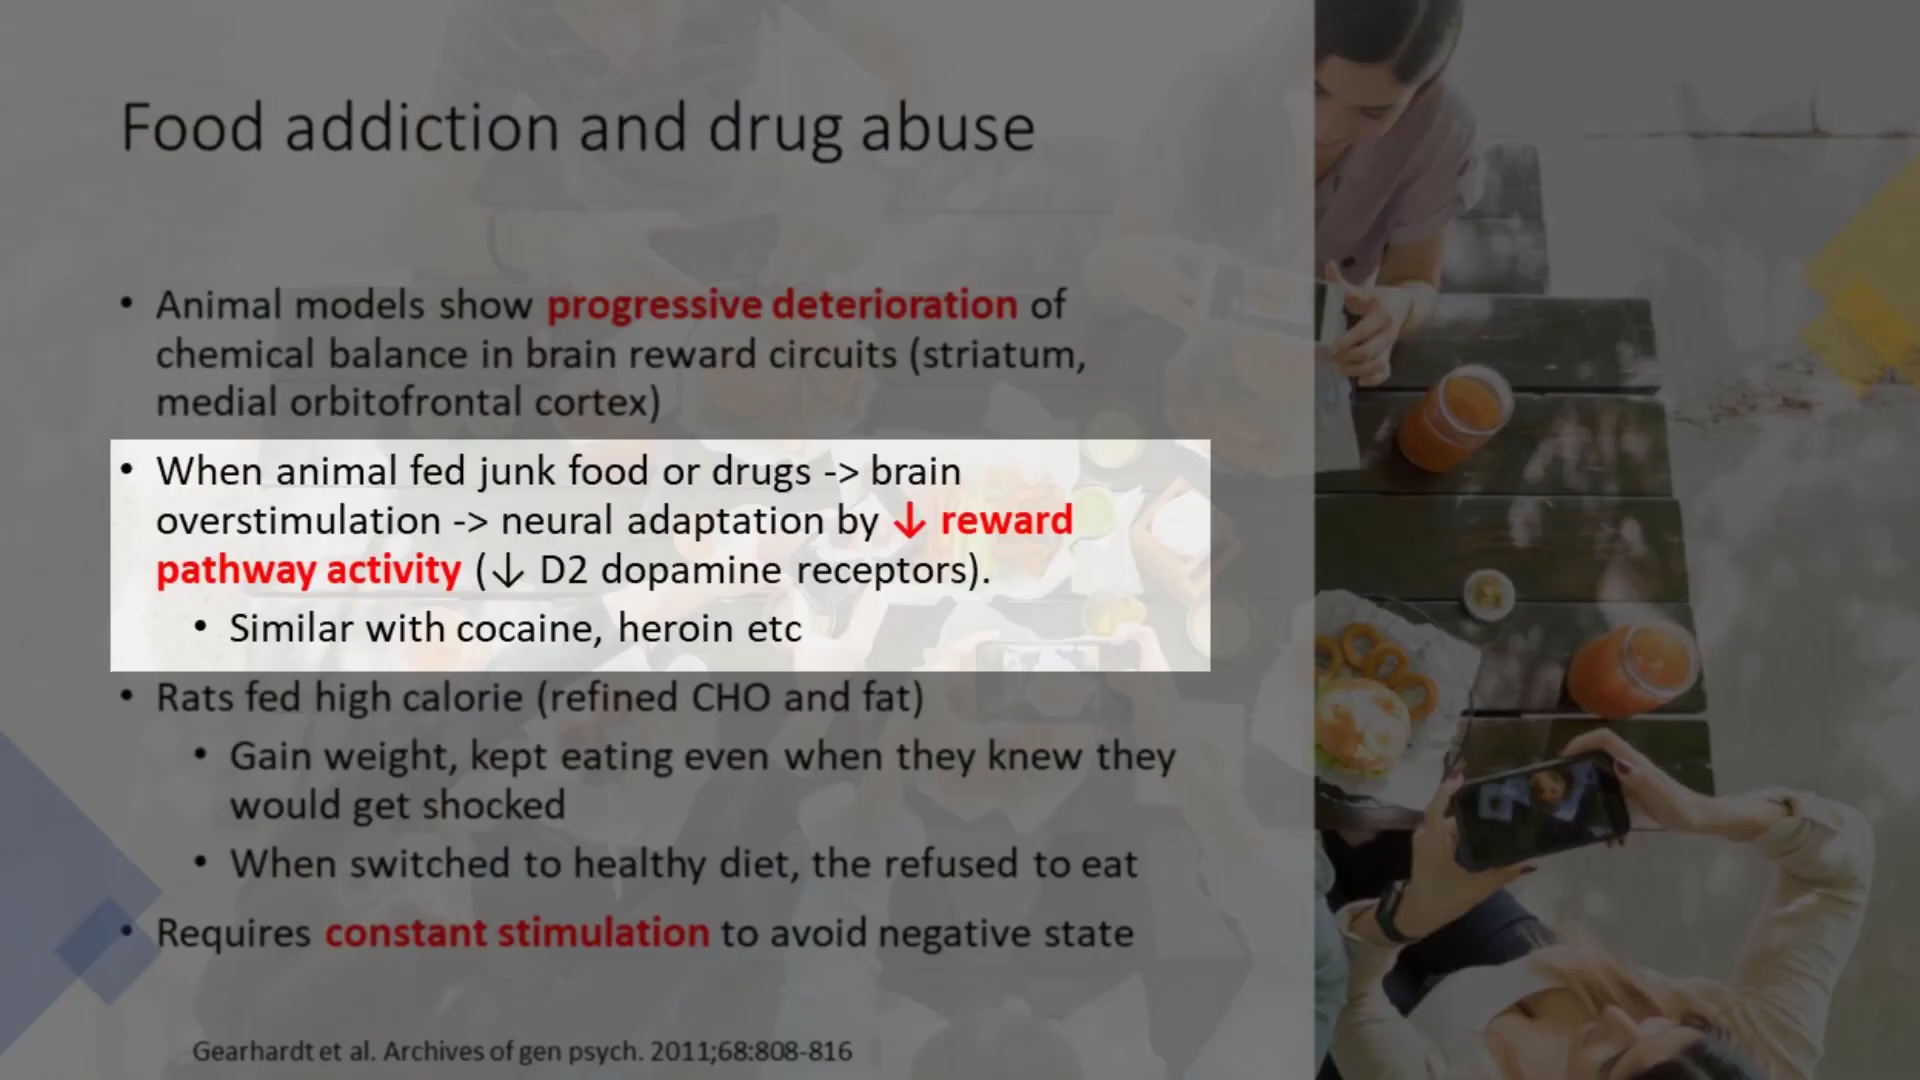 Food addiction and drug abuse
• Animal models show progressive deterioration of
chemical balance in brain reward circuits (striatum,
medial orbitofrontal cortex)
• When animal fed junk food or drugs -> brain
overstimulation -> neural adaptation by ↓ reward
pathway activity (↓ D2 dopamine receptors).
• Similar with cocaine, heroin etc
• Rats fed high calorie (refined CHO and fat)
• Gain weight, kept eating even when they knew they
would get shocked
• When switched to healthy diet, the refused to eat
• Requires constant stimulation to avoid negative state
Gearhardt et al. Archives of gen psych. 2011;68:808-816